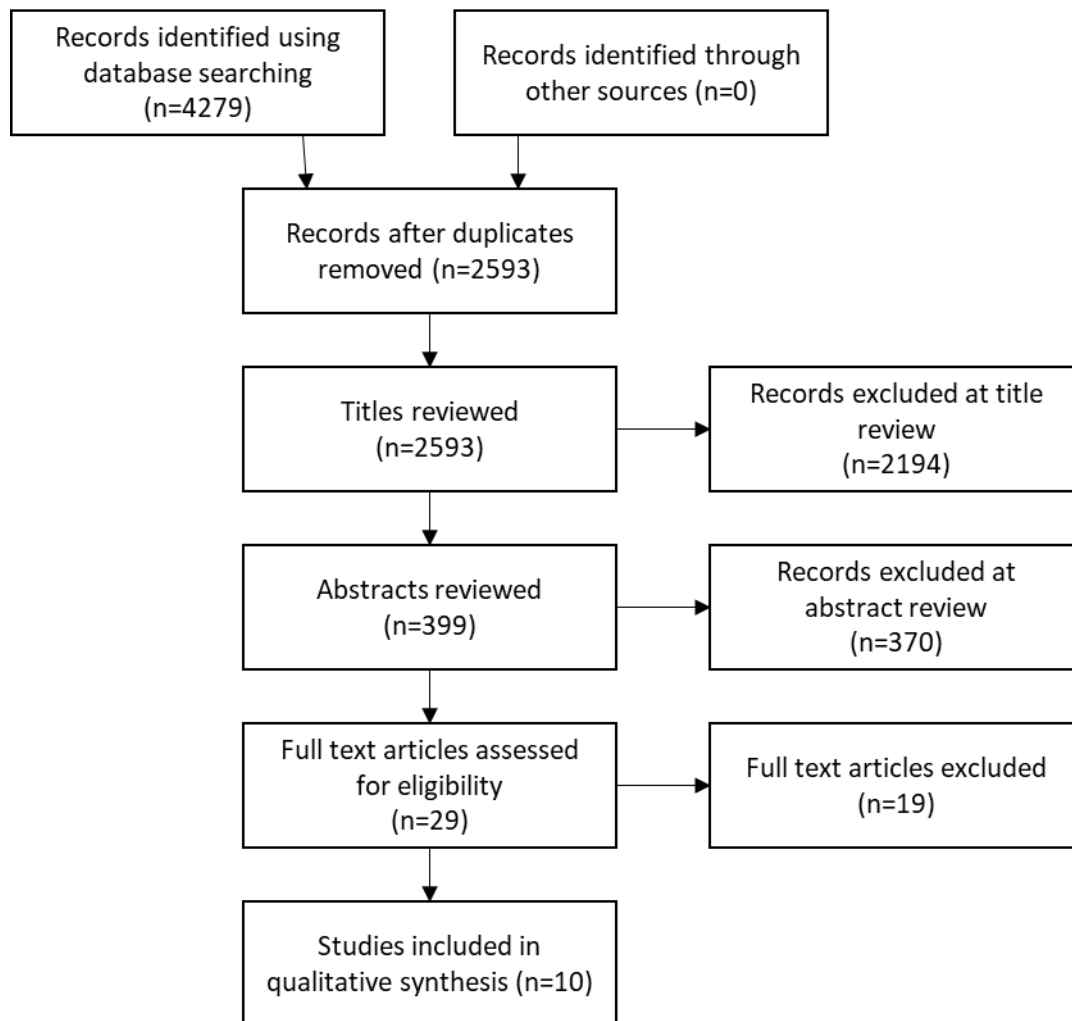 Records identified using
database searching
(n=4279)
Records identified through
other sources (n=0)
Records after duplicates
removed (n=2593)
Titles reviewed
(n=2593)
Records excluded at title
review
(n=2194)
Abstracts reviewed
(n=399)
Records excluded at
abstract review
(n=370)
Full text articles assessed
for eligibility
(n=29)
Full text articles excluded
(n=19)
Studies included in
qualitative synthesis (n=10)